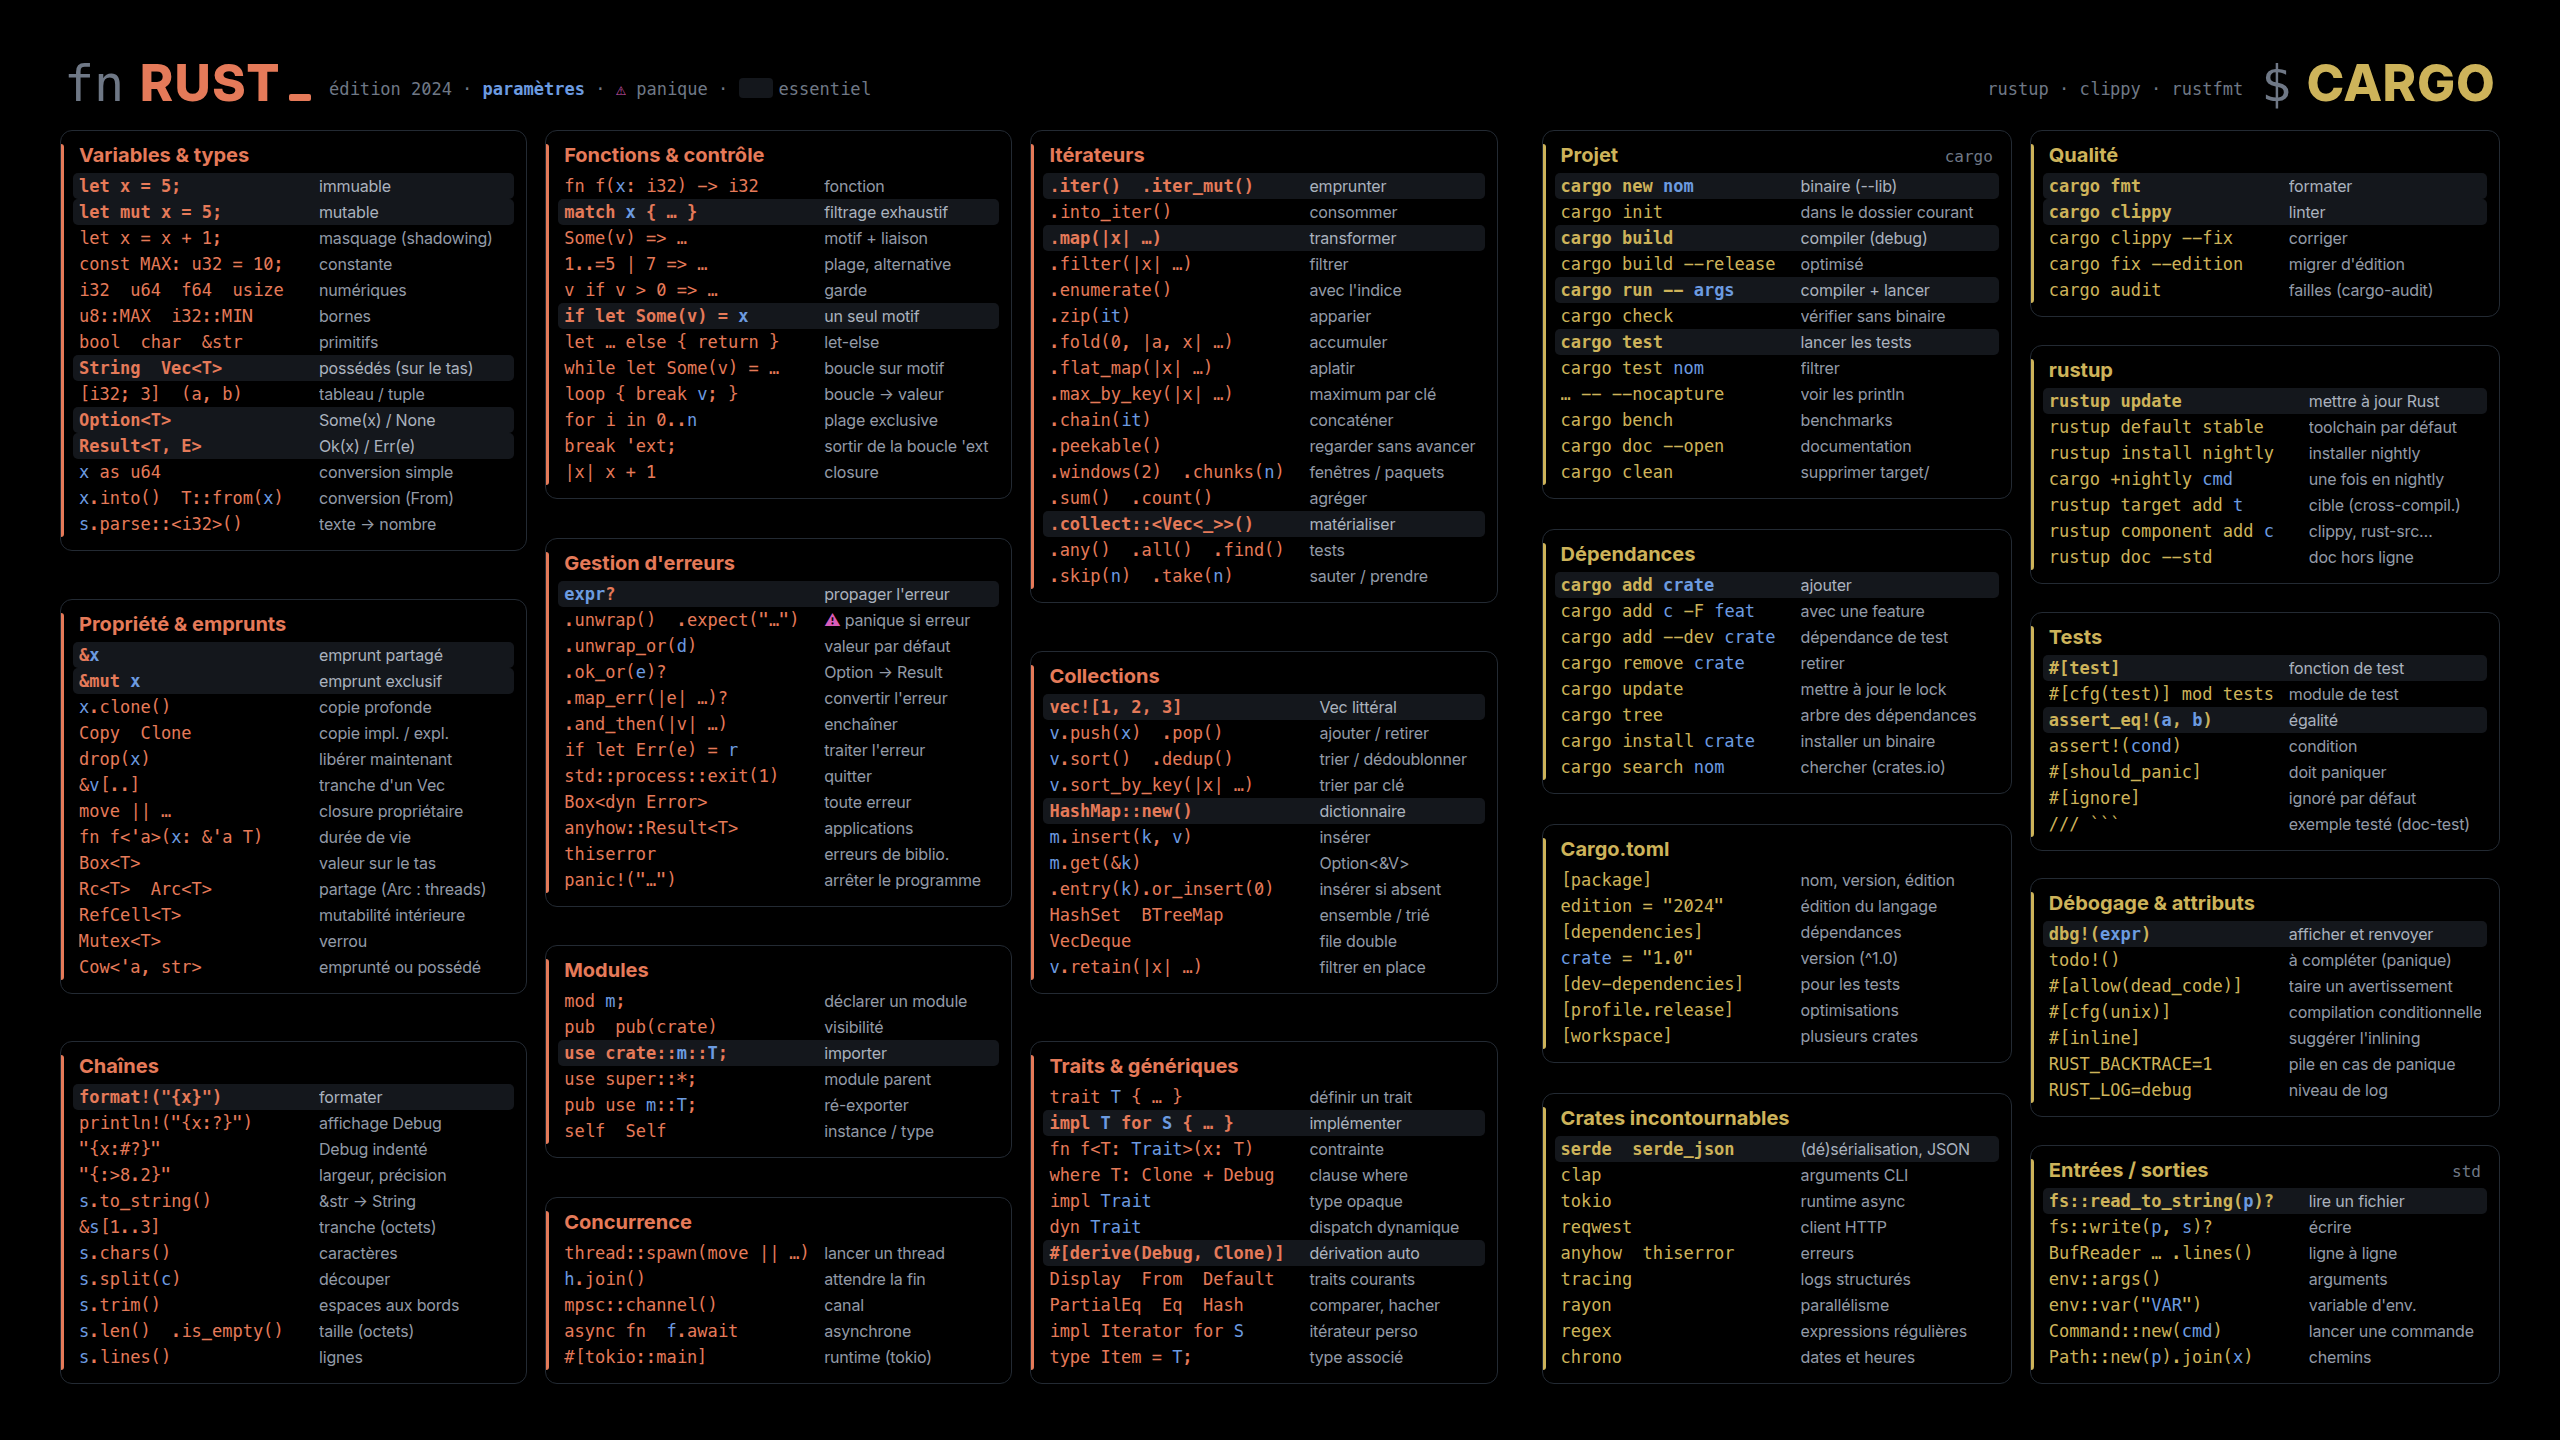 fn RUST_ édition 2024 · paramètres · ⚠ panique · essentiel
rustup · clippy · rustfmt $ CARGO
Variables & types
let x = 5; immuable
let mut x = 5; mutable
let x = x + 1; masquage (shadowing)
const MAX: u32 = 10; constante
i32 u64 f64 usize numériques
u8::MAX i32::MIN bornes
bool char &str primitifs
String Vec<T> possédés (sur le tas)
[i32; 3] (a, b) tableau / tuple
Option<T> Some(x) / None
Result<T, E> Ok(x) / Err(e)
x as u64 conversion simple
x.into() T::from(x) conversion (From)
s.parse::<i32>() texte → nombre
Propriété & emprunts
&x emprunt partagé
&mut x emprunt exclusif
x.clone() copie profonde
Copy Clone copie impl. / expl.
drop(x) libérer maintenant
&v[..] tranche d'un Vec
move || … closure propriétaire
fn f<'a>(x: &'a T) durée de vie
Box<T> valeur sur le tas
Rc<T> Arc<T> partage (Arc : threads)
RefCell<T> mutabilité intérieure
Mutex<T> verrou
Cow<'a, str> emprunté ou possédé
Chaînes
format!("{x}") formater
println!("{x:?}") affichage Debug
"{x:#?}" Debug indenté
"{:>8.2}" largeur, précision
s.to_string() &str → String
&s[1..3] tranche (octets)
s.chars() caractères
s.split(c) découper
s.trim() espaces aux bords
s.len() .is_empty() taille (octets)
s.lines() lignes
Fonctions & contrôle
fn f(x: i32) -> i32 fonction
match x { … } filtrage exhaustif
Some(v) => … motif + liaison
1..=5 | 7 => … plage, alternative
v if v > 0 => … garde
if let Some(v) = x un seul motif
let … else { return } let-else
while let Some(v) = … boucle sur motif
loop { break v; } boucle → valeur
for i in 0..n plage exclusive
break 'ext; sortir de la boucle 'ext
|x| x + 1 closure
Gestion d'erreurs
expr? propager l'erreur
.unwrap() .expect("…") ⚠ panique si erreur
.unwrap_or(d) valeur par défaut
.ok_or(e)? Option → Result
.map_err(|e| …)? convertir l'erreur
.and_then(|v| …) enchaîner
if let Err(e) = r traiter l'erreur
std::process::exit(1) quitter
Box<dyn Error> toute erreur
anyhow::Result<T> applications
thiserror erreurs de biblio.
panic!("…") arrêter le programme
Modules
mod m; déclarer un module
pub pub(crate) visibilité
use crate::m::T; importer
use super::*; module parent
pub use m::T; ré-exporter
self Self instance / type
Concurrence
thread::spawn(move || …) lancer un thread
h.join() attendre la fin
mpsc::channel() canal
async fn f.await asynchrone
#[tokio::main] runtime (tokio)
Itérateurs
.iter() .iter_mut() emprunter
.into_iter() consommer
.map(|x| …) transformer
.filter(|x| …) filtrer
.enumerate() avec l'indice
.zip(it) apparier
.fold(0, |a, x| …) accumuler
.flat_map(|x| …) aplatir
.max_by_key(|x| …) maximum par clé
.chain(it) concaténer
.peekable() regarder sans avancer
.windows(2) .chunks(n) fenêtres / paquets
.sum() .count() agréger
.collect::<Vec<_>>() matérialiser
.any() .all() .find() tests
.skip(n) .take(n) sauter / prendre
Collections
vec![1, 2, 3] Vec littéral
v.push(x) .pop() ajouter / retirer
v.sort() .dedup() trier / dédoublonner
v.sort_by_key(|x| …) trier par clé
HashMap::new() dictionnaire
m.insert(k, v) insérer
m.get(&k) Option<&V>
.entry(k).or_insert(0) insérer si absent
HashSet BTreeMap ensemble / trié
VecDeque file double
v.retain(|x| …) filtrer en place
Traits & génériques
trait T { … } définir un trait
impl T for S { … } implémenter
fn f<T: Trait>(x: T) contrainte
where T: Clone + Debug clause where
impl Trait type opaque
dyn Trait dispatch dynamique
#[derive(Debug, Clone)] dérivation auto
Display From Default traits courants
PartialEq Eq Hash comparer, hacher
impl Iterator for S itérateur perso
type Item = T; type associé
Projet cargo
cargo new nom binaire (--lib)
cargo init dans le dossier courant
cargo build compiler (debug)
cargo build --release optimisé
cargo run -- args compiler + lancer
cargo check vérifier sans binaire
cargo test lancer les tests
cargo test nom filtrer
… -- --nocapture voir les println
cargo bench benchmarks
cargo doc --open documentation
cargo clean supprimer target/
Dépendances
cargo add crate ajouter
cargo add c -F feat avec une feature
cargo add --dev crate dépendance de test
cargo remove crate retirer
cargo update mettre à jour le lock
cargo tree arbre des dépendances
cargo install crate installer un binaire
cargo search nom chercher (crates.io)
Cargo.toml
[package] nom, version, édition
edition = "2024" édition du langage
[dependencies] dépendances
crate = "1.0" version (^1.0)
[dev-dependencies] pour les tests
[profile.release] optimisations
[workspace] plusieurs crates
Crates incontournables
serde serde_json (dé)sérialisation, JSON
clap arguments CLI
tokio runtime async
reqwest client HTTP
anyhow thiserror erreurs
tracing logs structurés
rayon parallélisme
regex expressions régulières
chrono dates et heures
Qualité
cargo fmt formater
cargo clippy linter
cargo clippy --fix corriger
cargo fix --edition migrer d'édition
cargo audit failles (cargo-audit)
rustup
rustup update mettre à jour Rust
rustup default stable toolchain par défaut
rustup install nightly installer nightly
cargo +nightly cmd une fois en nightly
rustup target add t cible (cross-compil.)
rustup component add c clippy, rust-src…
rustup doc --std doc hors ligne
Tests
#[test] fonction de test
#[cfg(test)] mod tests module de test
assert_eq!(a, b) égalité
assert!(cond) condition
#[should_panic] doit paniquer
#[ignore] ignoré par défaut
/// ``` exemple testé (doc-test)
Débogage & attributs
dbg!(expr) afficher et renvoyer
todo!() à compléter (panique)
#[allow(dead_code)] taire un avertissement
#[cfg(unix)] compilation conditionnelle
#[inline] suggérer l'inlining
RUST_BACKTRACE=1 pile en cas de panique
RUST_LOG=debug niveau de log
Entrées / sorties std
fs::read_to_string(p)? lire un fichier
fs::write(p, s)? écrire
BufReader … .lines() ligne à ligne
env::args() arguments
env::var("VAR") variable d'env.
Command::new(cmd) lancer une commande
Path::new(p).join(x) chemins